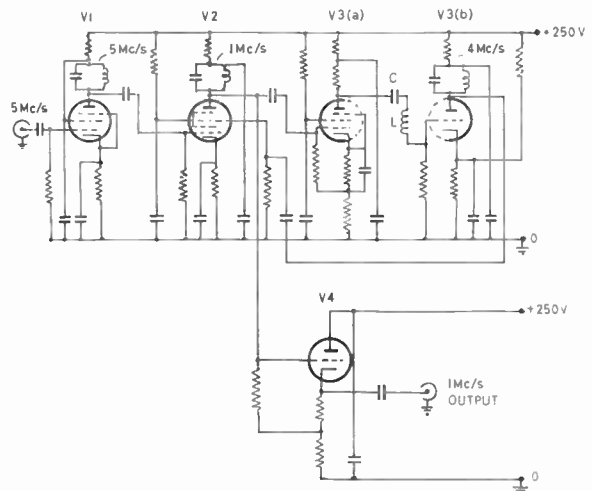 V1
V2
V3(a)
V3(b)
+250V
5Mc/s
1Mc/s
4Mc/s
5Mc/s
C
L
0
V4
+250V
1Mc/s
OUTPUT
0